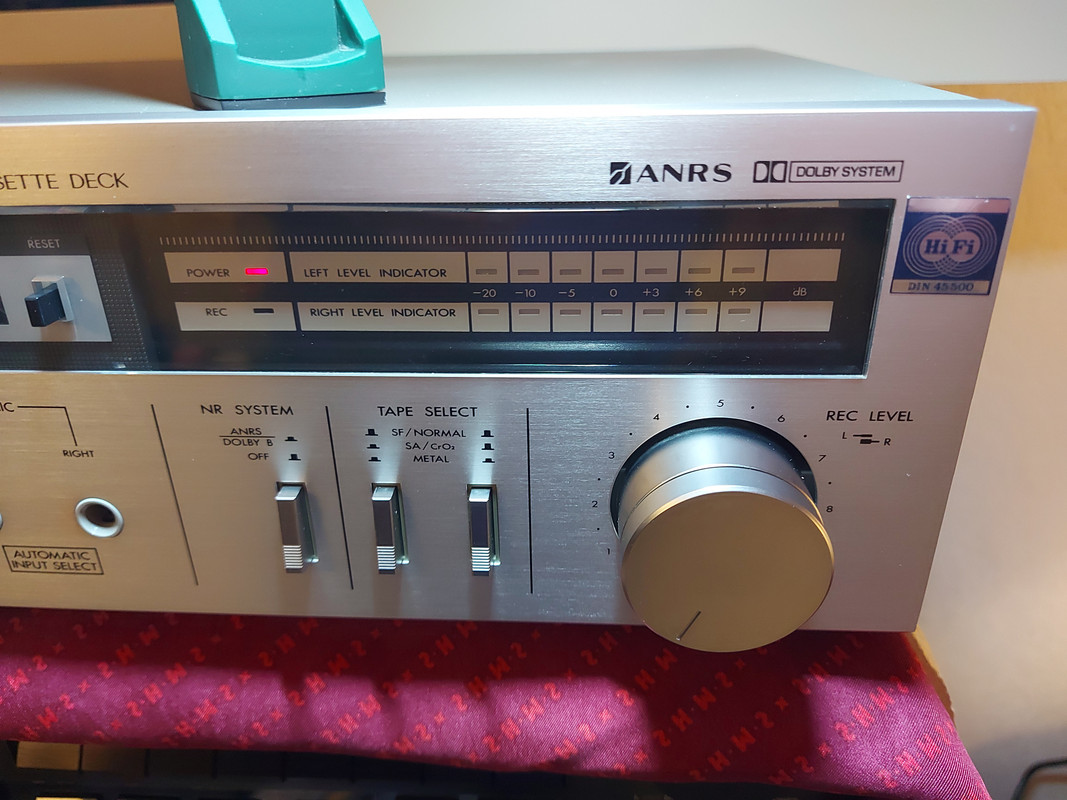 SETTE DECK
ANRS DOLBY SYSTEM
Hi Fi
DIN 45500
RESET
POWER LEFT LEVEL INDICATOR
-20 -10 -5 0 +3 +6 +9 dB
REC RIGHT LEVEL INDICATOR
IC
RIGHT
AUTOMATIC
INPUT SELECT
NR SYSTEM
ANRS
DOLBY B
OFF
TAPE SELECT
SF/NORMAL
SA/CrO₂
METAL
REC LEVEL
L R
1 2 3 4 5 6 7 8